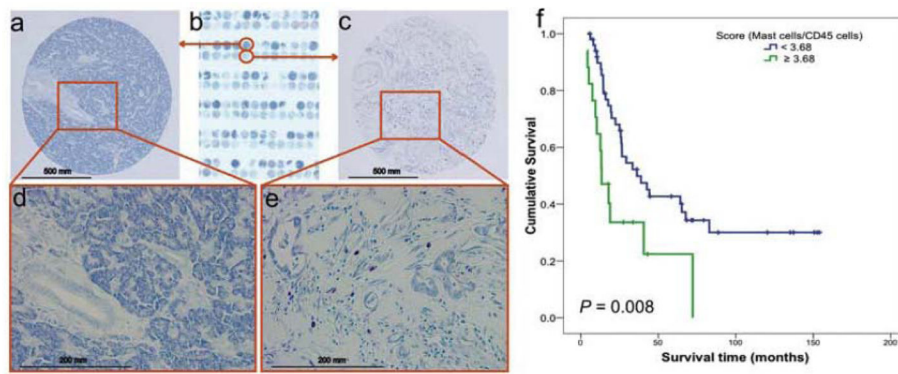 a
b
c
f
500 mm
500 mm
d
e
200 mm
200 mm
Score (Mast cells/CD45 cells)
< 3.68
≥ 3.68
Cumulative Survival
1.0
0.8
0.6
0.4
0.2
0.0
P = 0.008
0
50
100
150
200
Survival time (months)